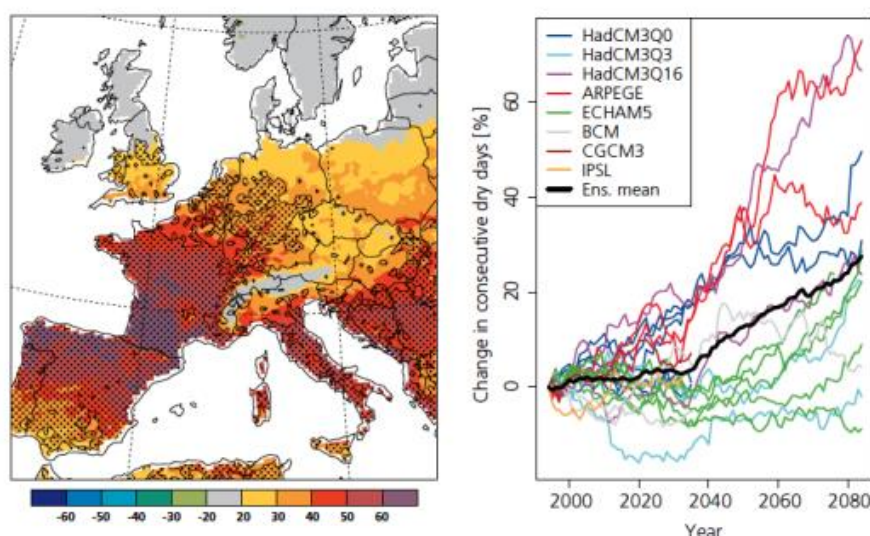 -60 -50 -40 -30 -20 20 30 40 50 60
HadCM3Q0
HadCM3Q3
HadCM3Q16
ARPEGE
ECHAM5
BCM
CGCM3
IPSL
Ens. mean
Change in consecutive dry days [%]
60
40
20
0
2000 2020 2040 2060 2080
Year